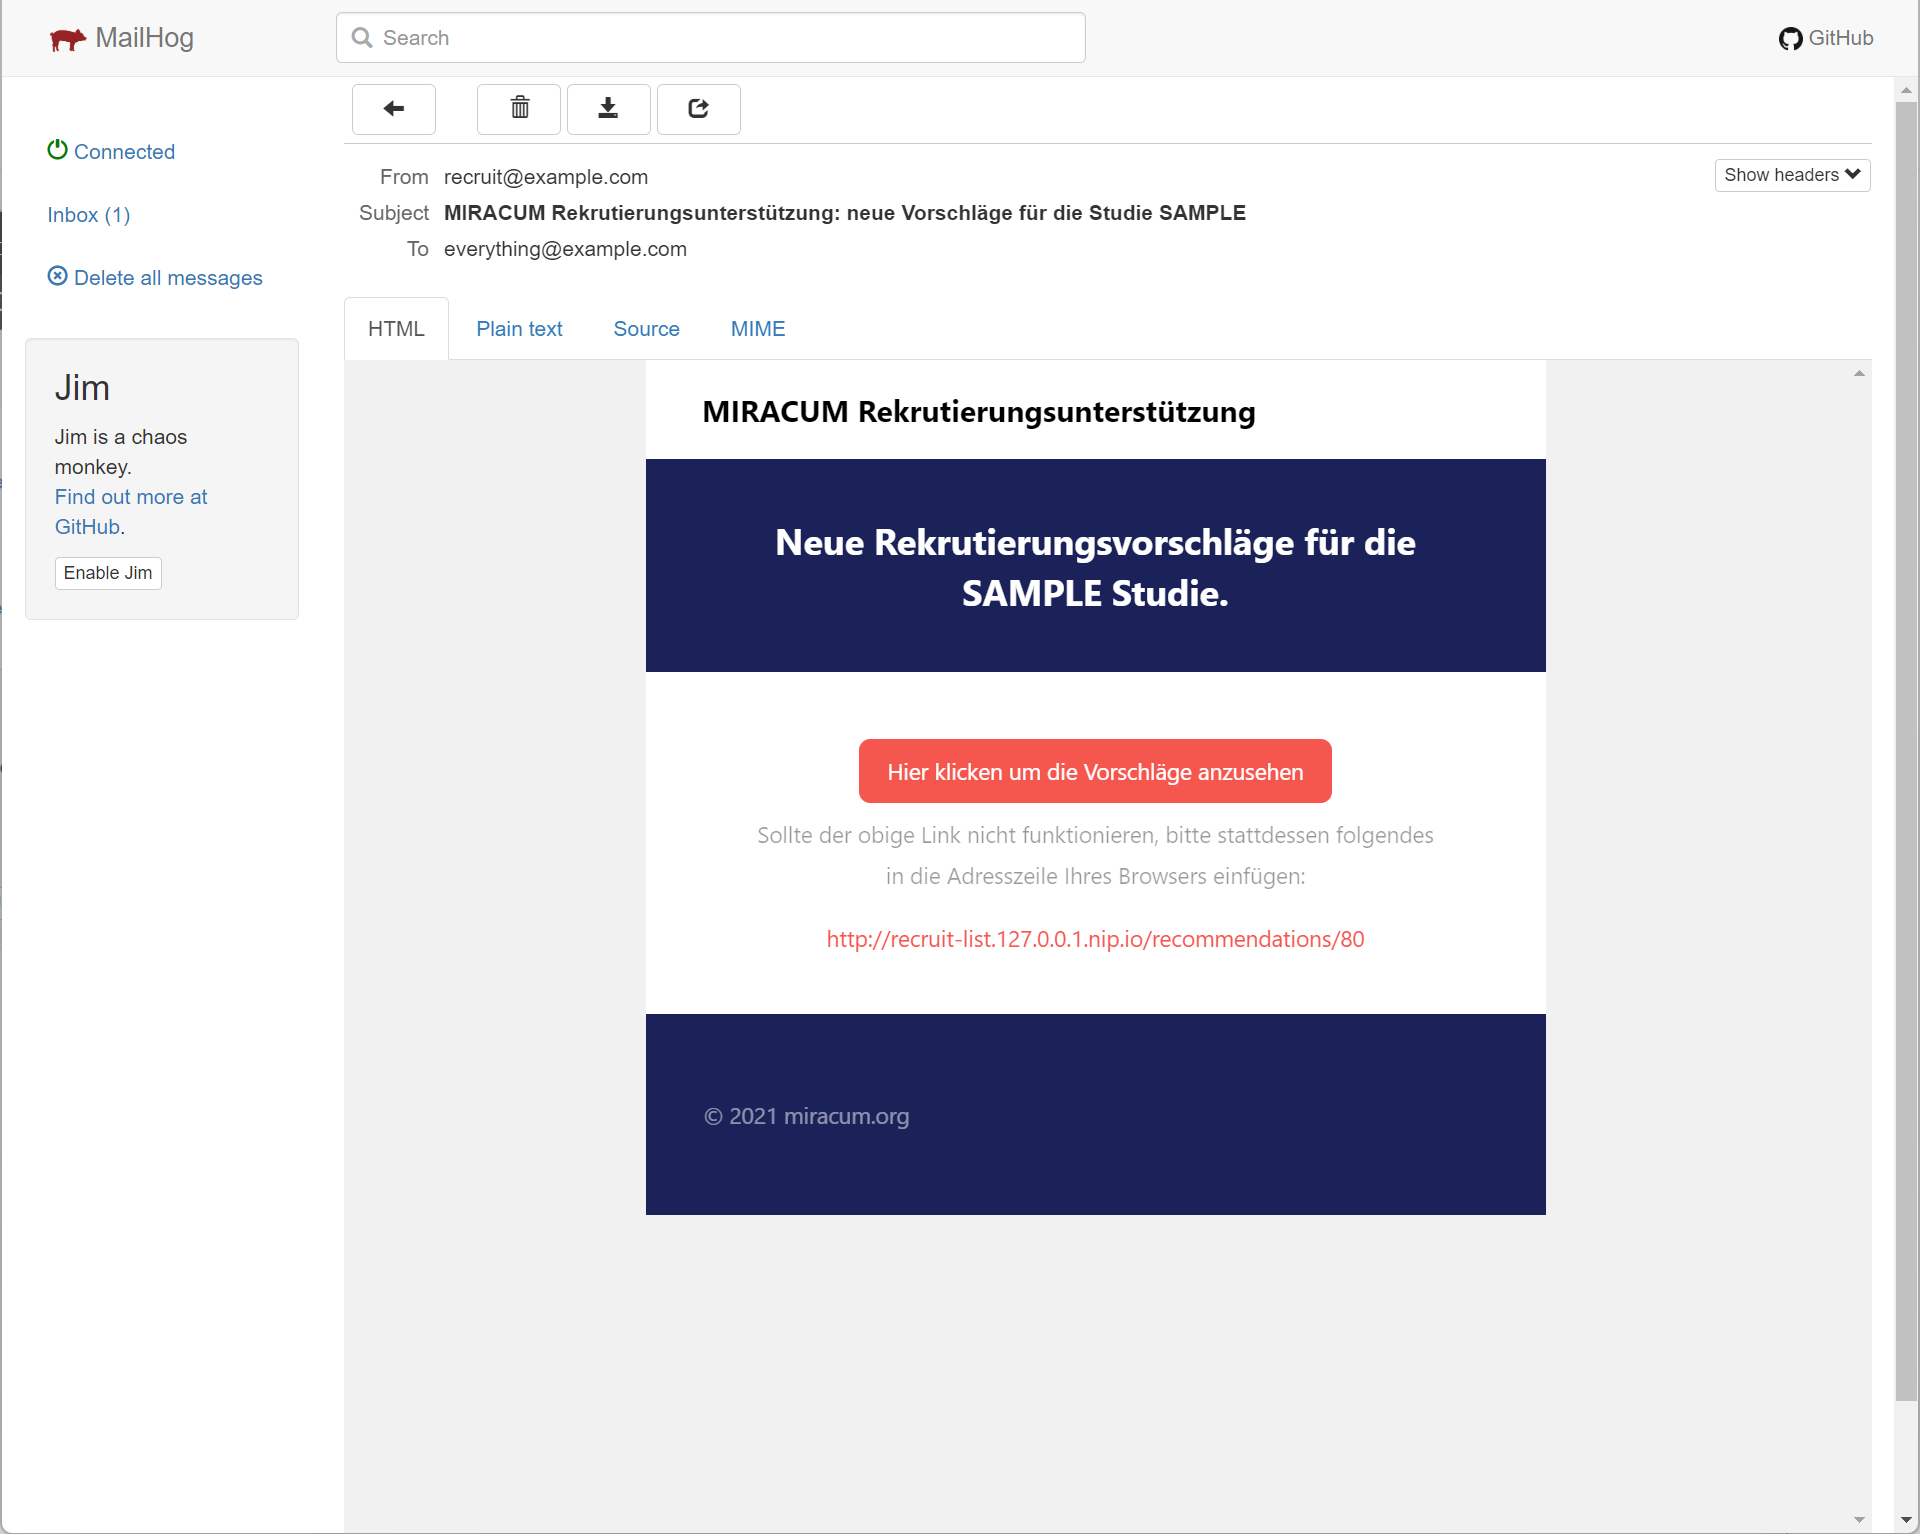 MailHog
Search
GitHub
Connected
Inbox (1)
Delete all messages
Jim
Jim is a chaos
monkey.
Find out more at
GitHub.
Enable Jim
From recruit@example.com
Show headers
Subject MIRACUM Rekrutierungsunterstützung: neue Vorschläge für die Studie SAMPLE
To everything@example.com
HTML Plain text Source MIME
MIRACUM Rekrutierungsunterstützung
Neue Rekrutierungsvorschläge für die
SAMPLE Studie.
Hier klicken um die Vorschläge anzusehen
Sollte der obige Link nicht funktionieren, bitte stattdessen folgendes
in die Adresszeile Ihres Browsers einfügen:
http://recruit-list.127.0.0.1.nip.io/recommendations/80
© 2021 miracum.org